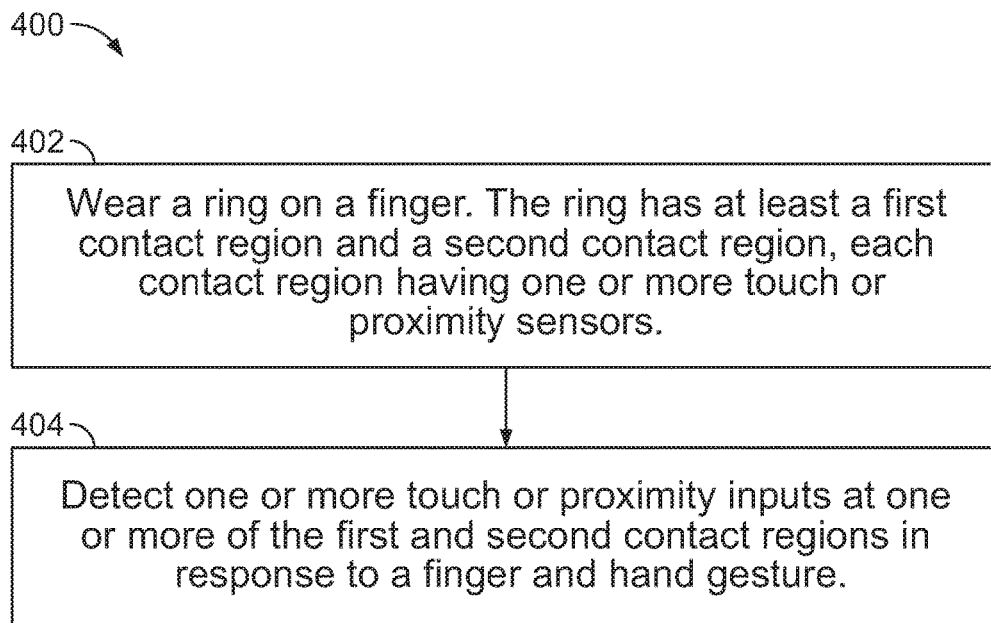 400
402
Wear a ring on a finger. The ring has at least a first
contact region and a second contact region, each
contact region having one or more touch or
proximity sensors.
404
Detect one or more touch or proximity inputs at one
or more of the first and second contact regions in
response to a finger and hand gesture.